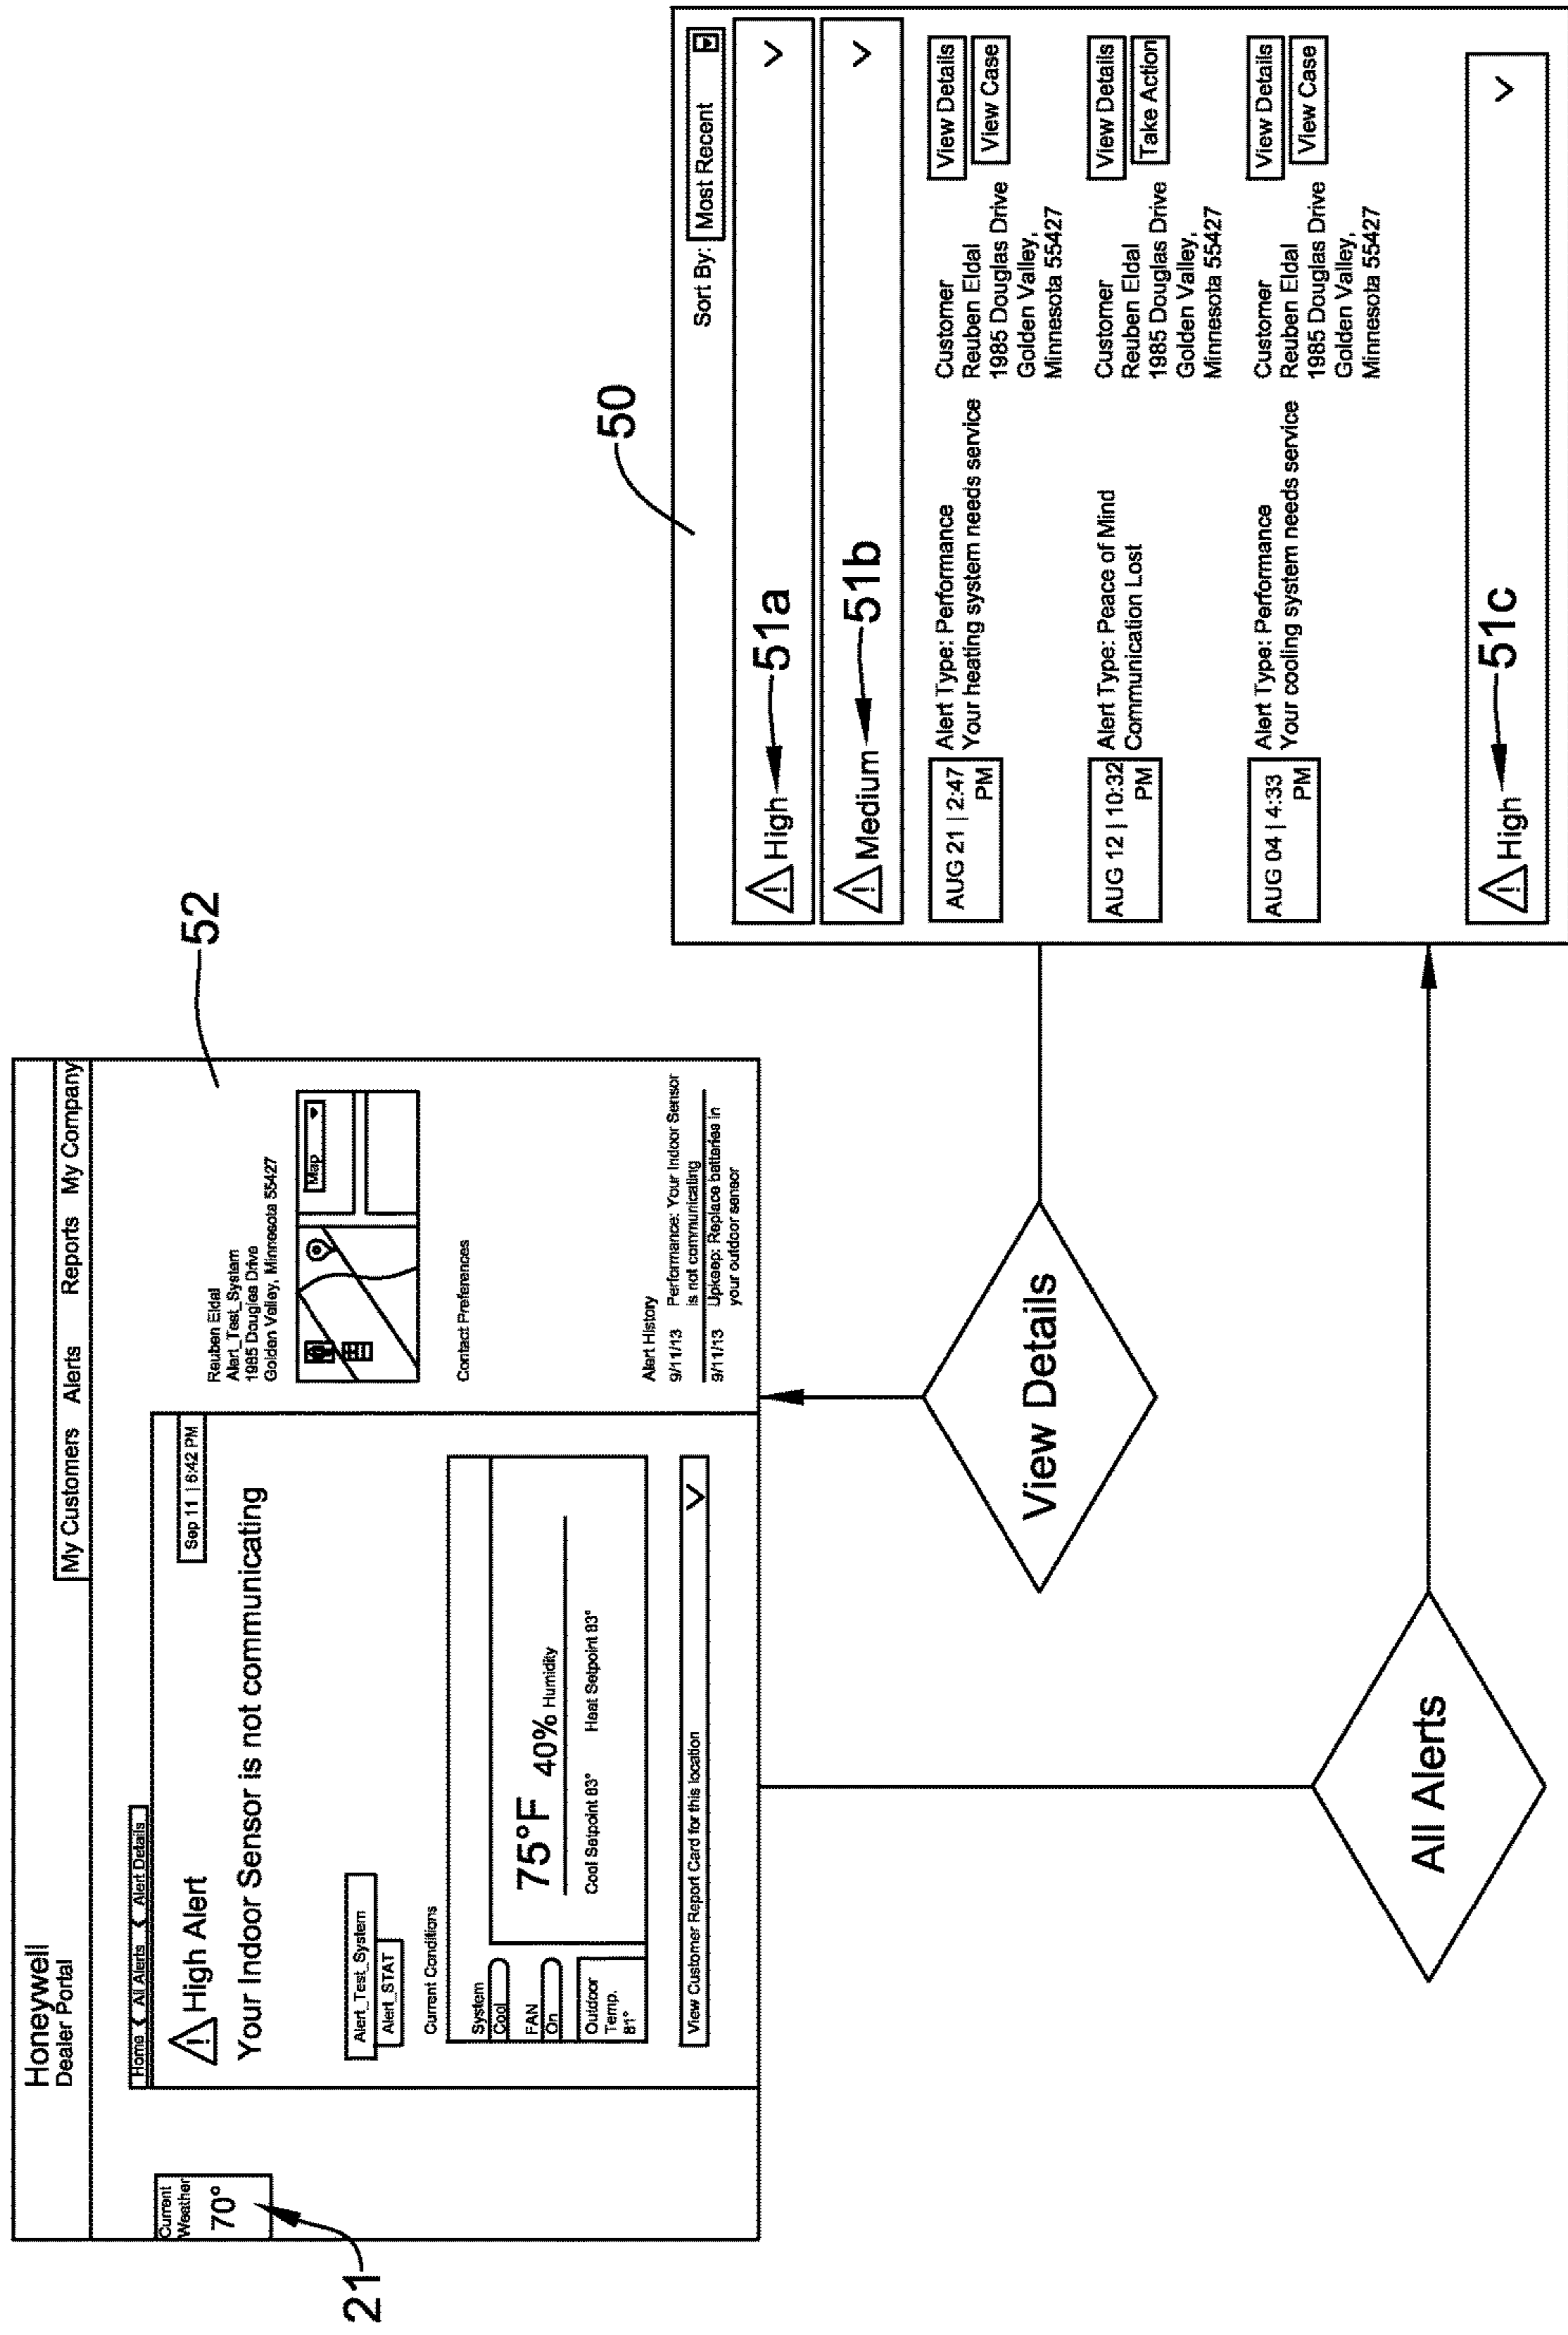 Honeywell
Dealer Portal
My Customers Alerts Reports My Company
Current
Weather
70°
21
Home All Alerts Alert Details
High Alert
Sep 11 | 6:42 PM
Your Indoor Sensor is not communicating
Alert_Test_System
Alert_STAT
Current Conditions
System
Cool
FAN
On
Outdoor
Temp.
81°
75°F 40% Humidity
Cool Setpoint 83° Heat Setpoint 83°
View Customer Report Card for this location
52
Reuben Eldal
Alert_Test_System
1985 Douglas Drive
Golden Valley, Minnesota 55427
Map
Contact Preferences
Alert History
9/11/13 Performance: Your Indoor Sensor
is not communicating
9/11/13 Upkeep: Replace batteries in
your outdoor sensor
View Details
All Alerts
50
Sort By: Most Recent
High 51a
Medium 51b
AUG 21 | 2:47
PM
Alert Type: Performance
Your heating system needs service
Customer
Reuben Eldal
1985 Douglas Drive
Golden Valley,
Minnesota 55427
View Details
View Case
AUG 12 | 10:32
PM
Alert Type: Peace of Mind
Communication Lost
Customer
Reuben Eldal
1985 Douglas Drive
Golden Valley,
Minnesota 55427
View Details
Take Action
AUG 04 | 4:33
PM
Alert Type: Performance
Your cooling system needs service
Customer
Reuben Eldal
1985 Douglas Drive
Golden Valley,
Minnesota 55427
View Details
View Case
High 51c